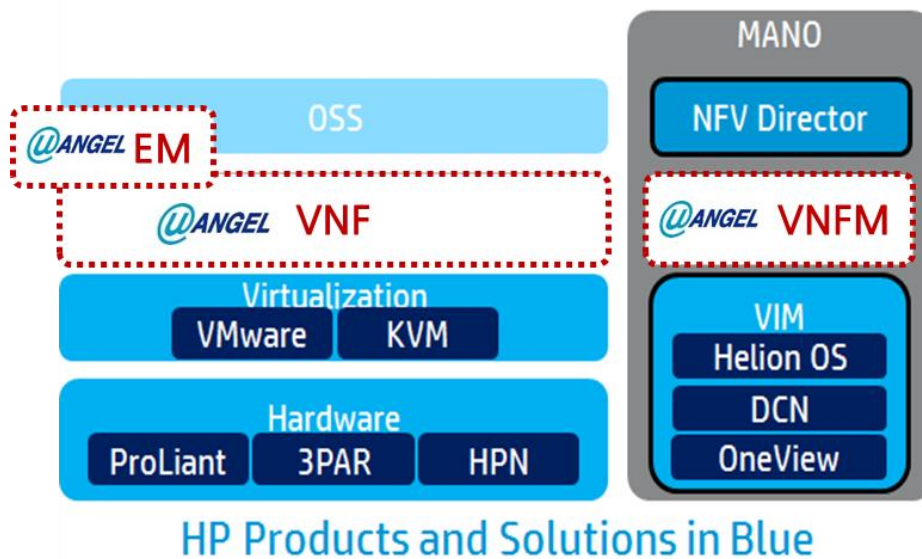 MANO
OSS
NFV Director
@ANGEL EM
@ANGEL VNF
@ANGEL VNFM
Virtualization
VMware KVM
VIM
Helion OS
DCN
OneView
Hardware
ProLiant 3PAR HPN
HP Products and Solutions in Blue